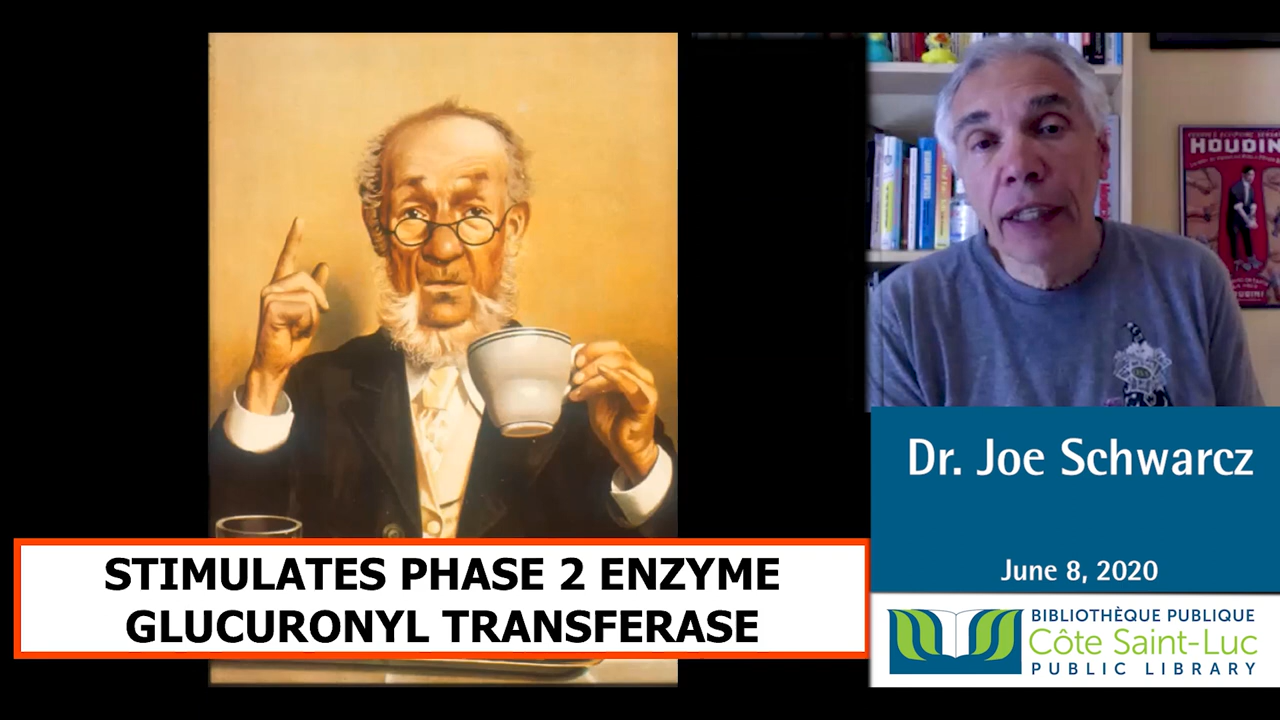 STIMULATES PHASE 2 ENZYME
GLUCURONYL TRANSFERASE
HOUDINI
Dr. Joe Schwarcz
June 8, 2020
BIBLIOTHÈQUE PUBLIQUE
Côte Saint-Luc
PUBLIC LIBRARY